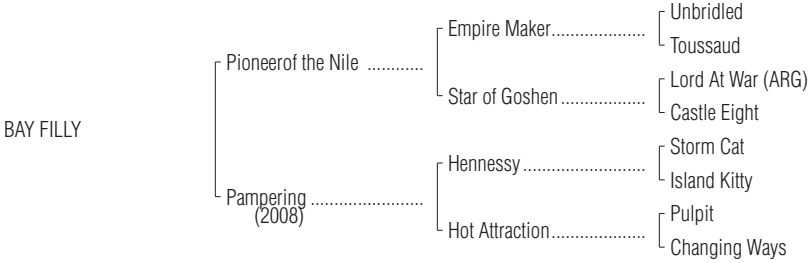 Unbridled
Empire Maker....................
Toussaud
Pioneerof the Nile ............
Lord At War (ARG)
Star of Goshen..................
Castle Eight
BAY FILLY
Storm Cat
Hennessy..........................
Island Kitty
Pampering ........................
(2008)
Pulpit
Hot Attraction....................
Changing Ways